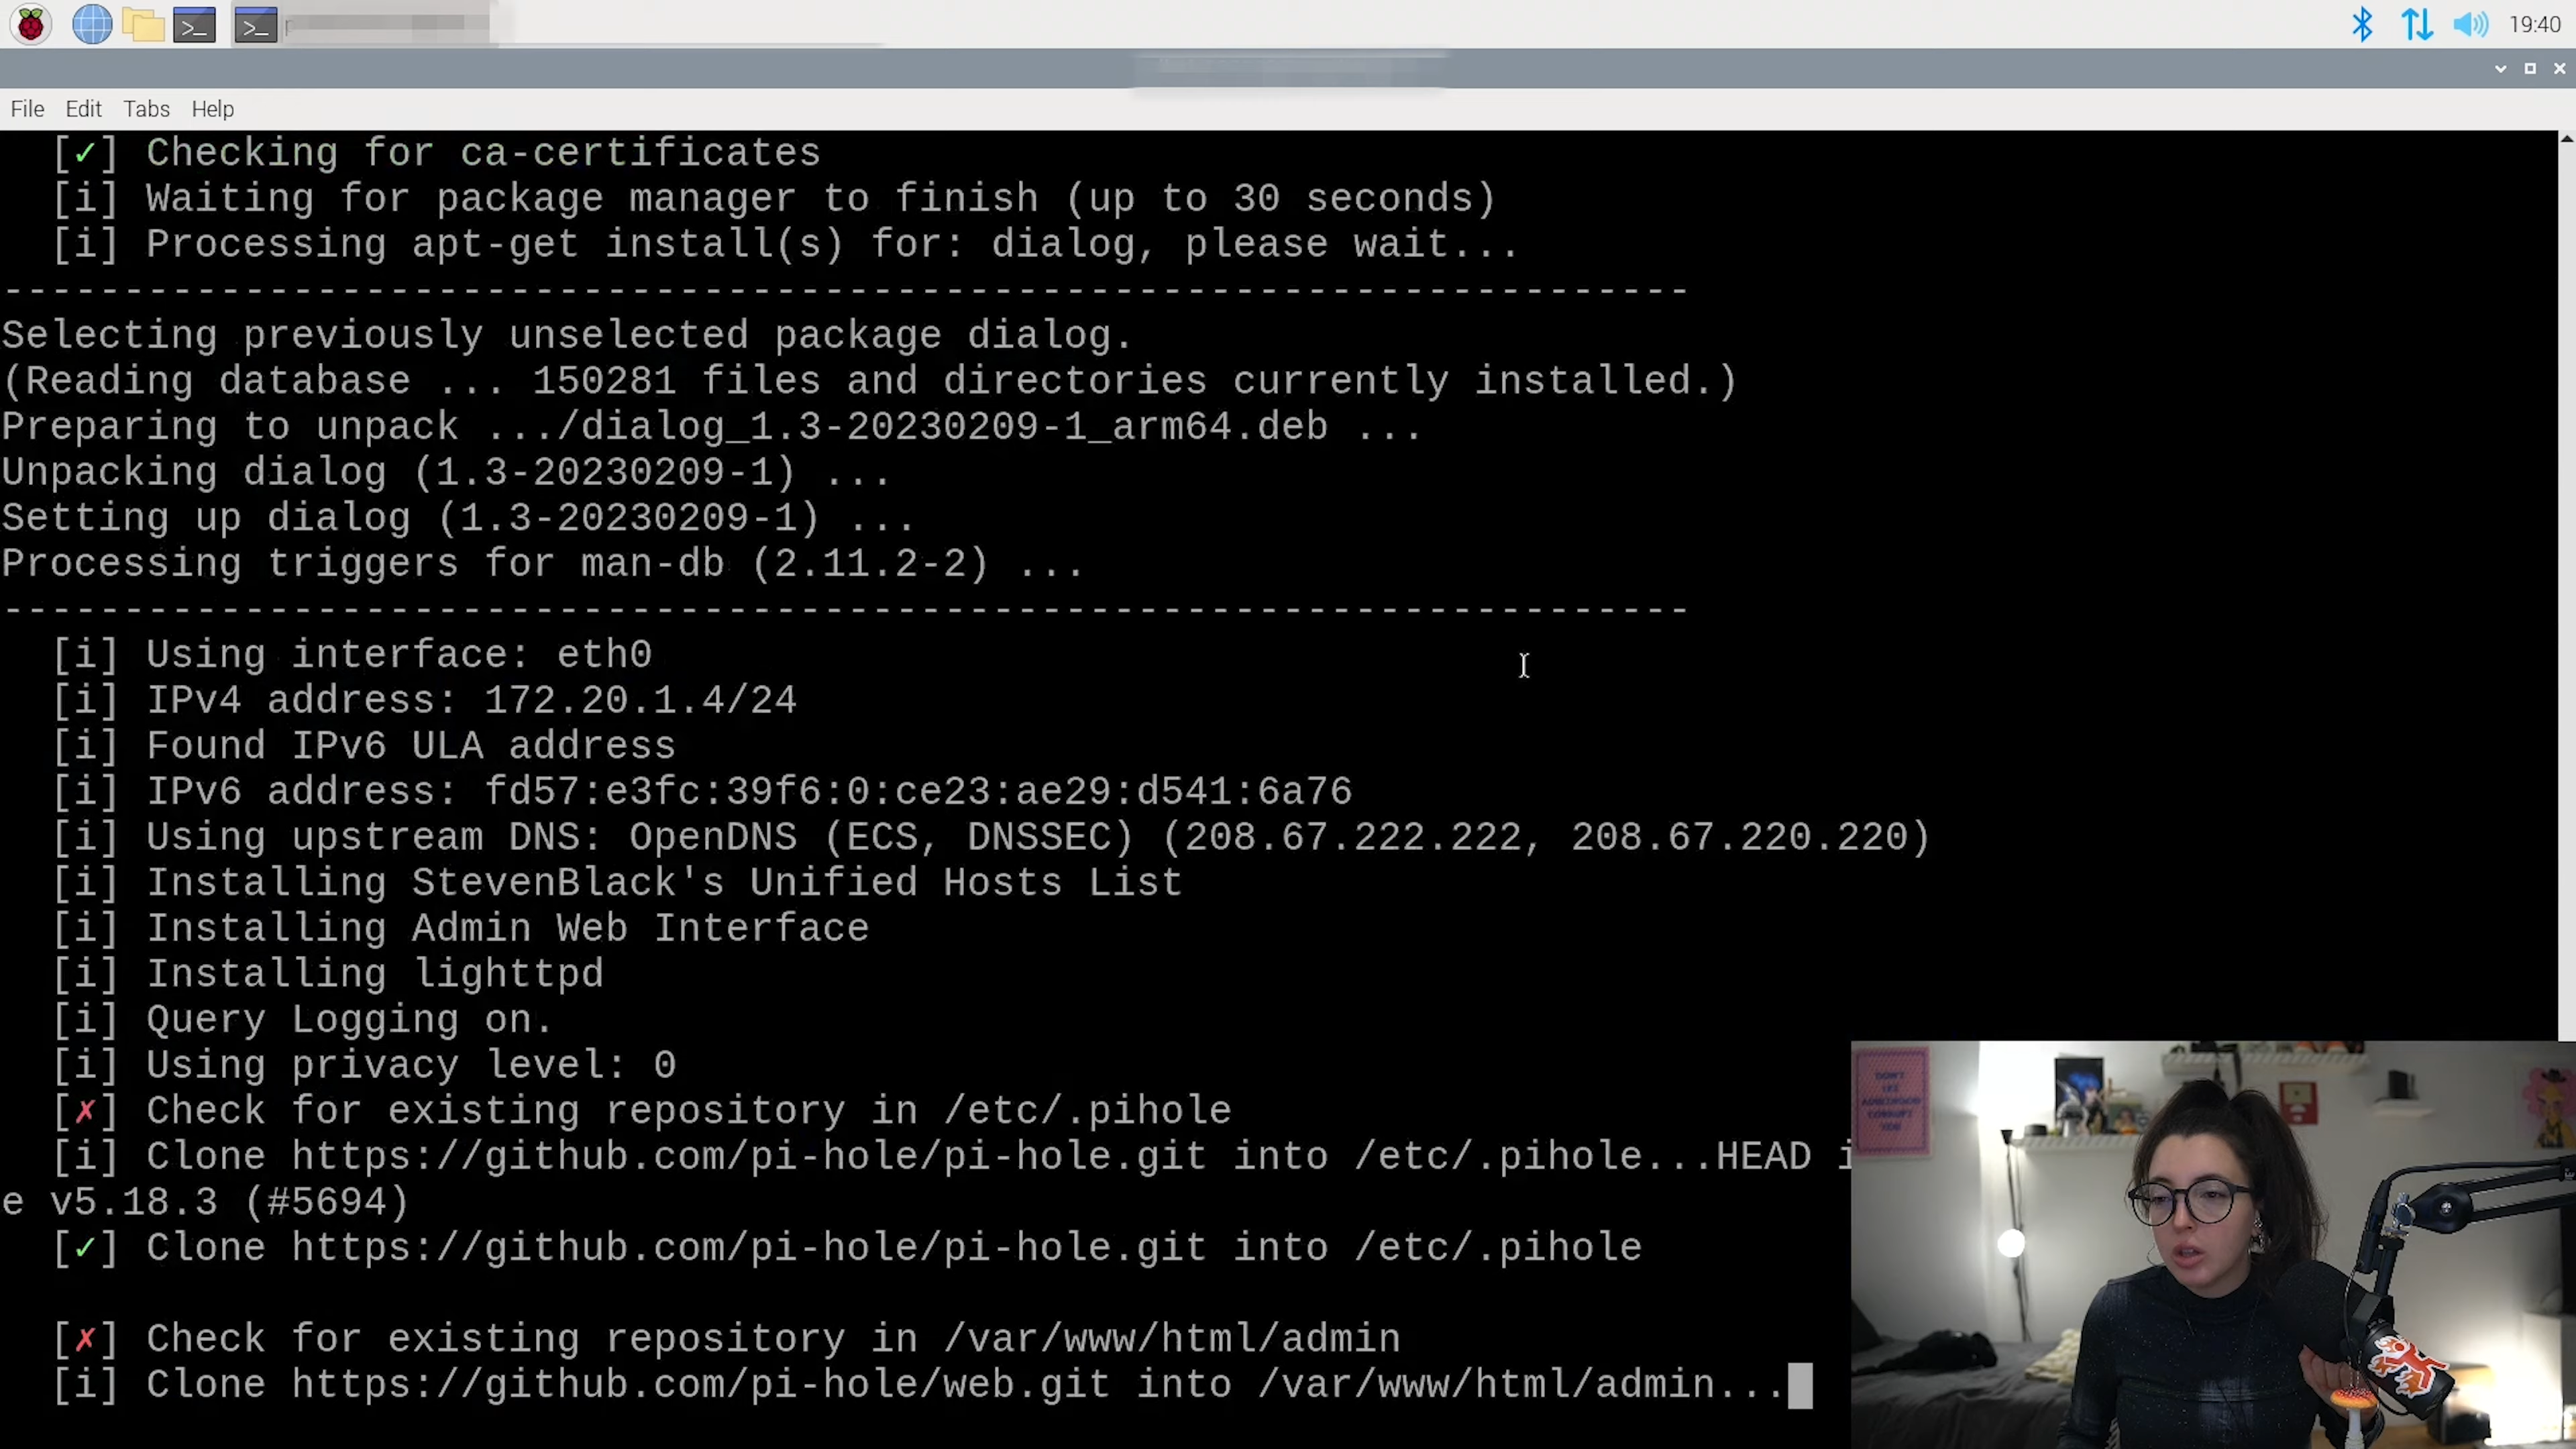 19:40
File Edit Tabs Help
[✓] Checking for ca-certificates
[i] Waiting for package manager to finish (up to 30 seconds)
[i] Processing apt-get install(s) for: dialog, please wait...
----------------------------------------------------------------------
Selecting previously unselected package dialog.
(Reading database ... 150281 files and directories currently installed.)
Preparing to unpack .../dialog_1.3-20230209-1_arm64.deb ...
Unpacking dialog (1.3-20230209-1) ...
Setting up dialog (1.3-20230209-1) ...
Processing triggers for man-db (2.11.2-2) ...
----------------------------------------------------------------------
[i] Using interface: eth0
[i] IPv4 address: 172.20.1.4/24
[i] Found IPv6 ULA address
[i] IPv6 address: fd57:e3fc:39f6:0:ce23:ae29:d541:6a76
[i] Using upstream DNS: OpenDNS (ECS, DNSSEC) (208.67.222.222, 208.67.220.220)
[i] Installing StevenBlack's Unified Hosts List
[i] Installing Admin Web Interface
[i] Installing lighttpd
[i] Query Logging on.
[i] Using privacy level: 0
[✗] Check for existing repository in /etc/.pihole
[i] Clone https://github.com/pi-hole/pi-hole.git into /etc/.pihole...HEAD i
e v5.18.3 (#5694)
[✓] Clone https://github.com/pi-hole/pi-hole.git into /etc/.pihole
[✗] Check for existing repository in /var/www/html/admin
[i] Clone https://github.com/pi-hole/web.git into /var/www/html/admin...
DON'T
LET
ADULTHOOD
CORRUPT
YOU